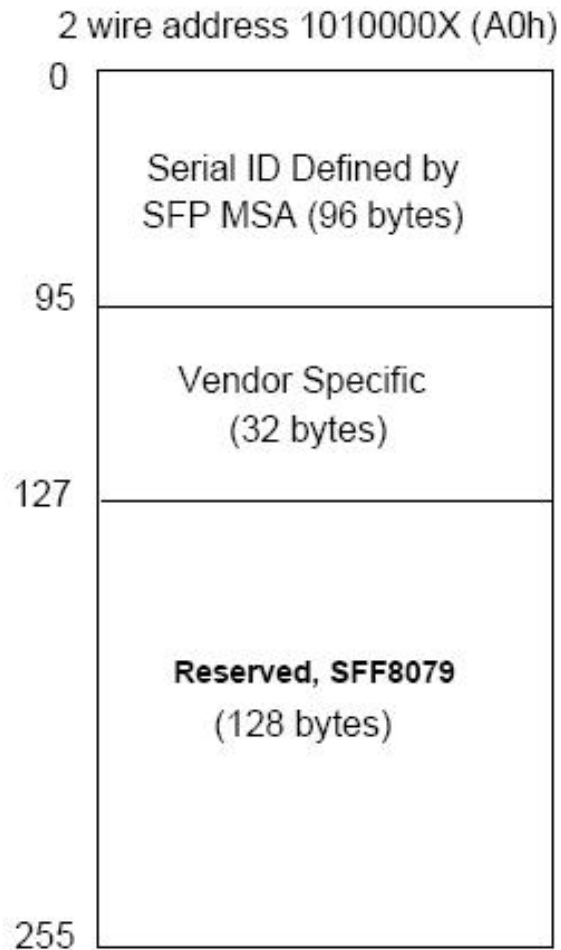 2 wire address 1010000X (A0h)
0
Serial ID Defined by
SFP MSA (96 bytes)
95
Vendor Specific
(32 bytes)
127
Reserved, SFF8079
(128 bytes)
255